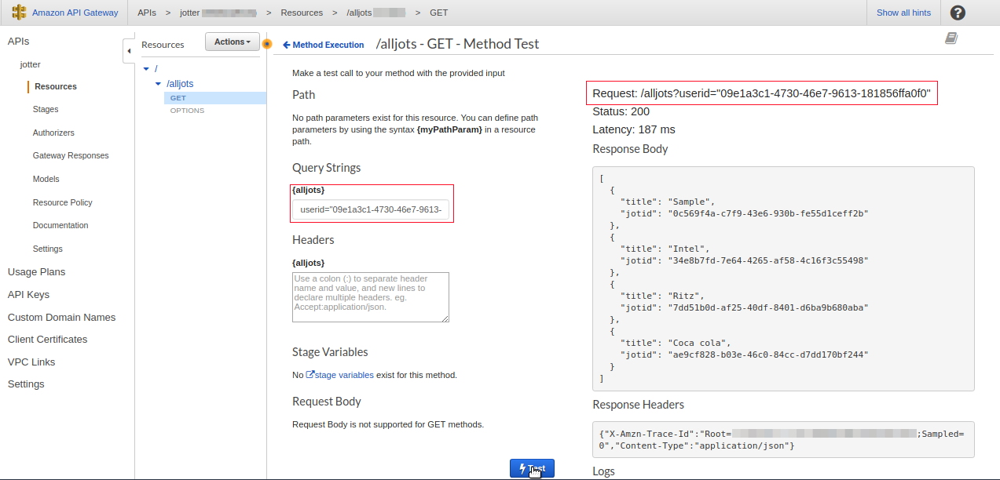 Amazon API Gateway
APIs > jotter > Resources > /alljots > GET
Show all hints
?
APIs
jotter
Resources
Stages
Authorizers
Gateway Responses
Models
Resource Policy
Documentation
Settings
Usage Plans
API Keys
Custom Domain Names
Client Certificates
VPC Links
Settings
Resources
Actions
/
/alljots
GET
OPTIONS
Method Execution
/alljots - GET - Method Test
Make a test call to your method with the provided input
Path
No path parameters exist for this resource. You can define path
parameters by using the syntax {myPathParam} in a resource
path.
Query Strings
{alljots}
userid="09e1a3c1-4730-46e7-9613-
Headers
{alljots}
Use a colon (:) to separate header
name and value, and new lines to
declare multiple headers. eg.
Accept:application/json.
Stage Variables
No stage variables exist for this method.
Request Body
Request Body is not supported for GET methods.
Test
Request: /alljots?userid="09e1a3c1-4730-46e7-9613-181856ffa0f0"
Status: 200
Latency: 187 ms
Response Body
[
{
"title": "Sample",
"jotid": "0c569f4a-c7f9-43e6-930b-fe55d1ceff2b"
},
{
"title": "Intel",
"jotid": "34e8b7fd-7e64-4265-af58-4c16f3c55498"
},
{
"title": "Ritz",
"jotid": "7dd51b0d-af25-40df-8401-d6ba9b680aba"
},
{
"title": "Coca cola",
"jotid": "ae9cf828-b03e-46c0-84cc-d7dd170bf244"
}
]
Response Headers
{"X-Amzn-Trace-Id":"Root=;Sampled=
0","Content-Type":"application/json"}
Logs